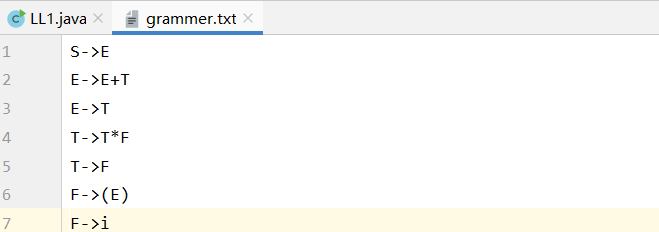 LL1.java grammer.txt
1 S->E
2 E->E+T
3 E->T
4 T->T*F
5 T->F
6 F->(E)
7 F->i